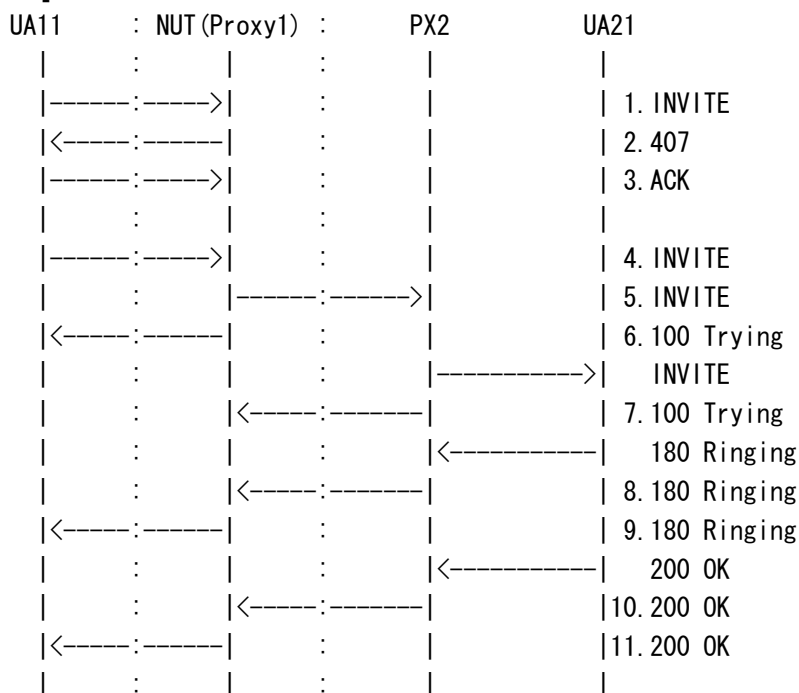 UA11 : NUT(Proxy1) : PX2 UA21
| : | : | |
|------:----->| : | | 1.INVITE
|<-----:------| : | | 2.407
|------:----->| : | | 3.ACK
| : | : | |
|------:----->| : | | 4.INVITE
| : |------:------>| | 5.INVITE
|<-----:------| : | | 6.100 Trying
| : | : |----------->| INVITE
| : |<-----:-------| | 7.100 Trying
| : | : |<-----------| 180 Ringing
| : |<-----:-------| | 8.180 Ringing
|<-----:------| : | | 9.180 Ringing
| : | : |<-----------| 200 OK
| : |<-----:-------| |10.200 OK
|<-----:------| : | |11.200 OK
| : | : | |